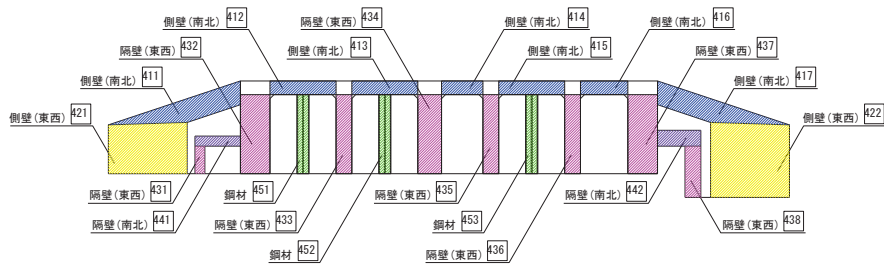 側壁(南北) 412
隔壁(東西) 434
側壁(南北) 414
側壁(南北) 416
隔壁(東西) 432
側壁(南北) 413
側壁(南北) 415
隔壁(東西) 437
側壁(南北) 411
側壁(南北) 417
側壁(東西) 421
側壁(東西) 422
隔壁(東西) 431
鋼材 451
隔壁(東西) 435
隔壁(南北) 442
隔壁(南北) 441
隔壁(東西) 433
鋼材 453
隔壁(東西) 438
鋼材 452
隔壁(東西) 436